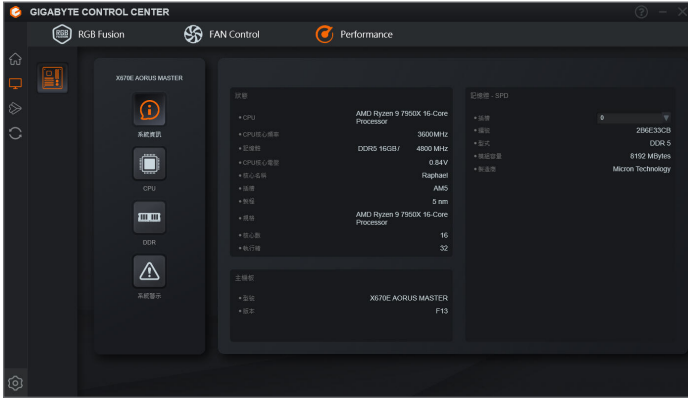 GIGABYTE CONTROL CENTER
RGB
RGB Fusion
FAN Control
Performance
X670E AORUS MASTER
系統資訊
CPU
DDR
系統警示
狀態
CPU
AMD Ryzen 9 7950X 16-Core
Processor
CPU核心頻率
3600MHz
記憶體
DDR5 16GB / 4800 MHz
CPU核心電壓
0.84V
核心名稱
Raphael
插槽
AM5
製程
5 nm
規格
AMD Ryzen 9 7950X 16-Core
Processor
核心數
16
執行緒
32
主機板
型號
X670E AORUS MASTER
版本
F13
記憶體 - SPD
插槽
0
編號
2B6E33CB
型式
DDR 5
模組容量
8192 MBytes
製造商
Micron Technology